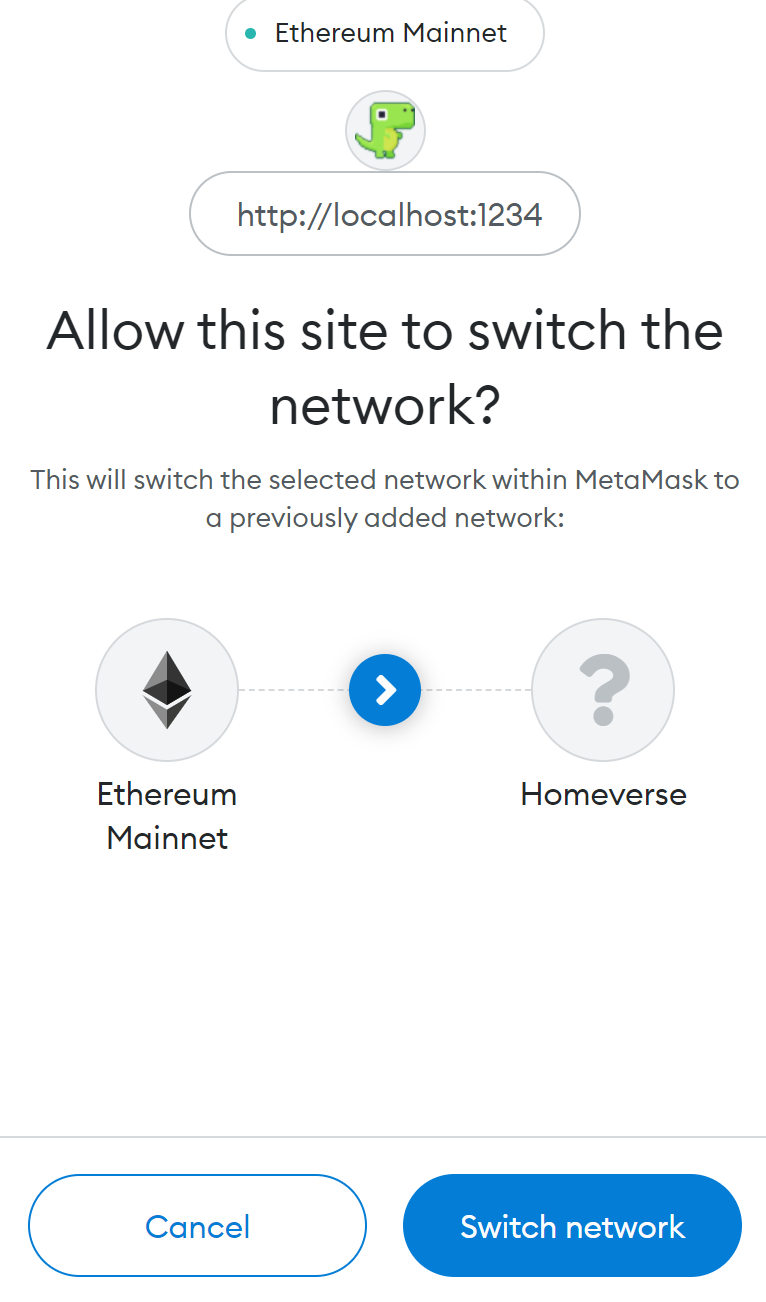 Ethereum Mainnet
http://localhost:1234
Allow this site to switch the
network?
This will switch the selected network within MetaMask to
a previously added network:
?
Ethereum
Mainnet
Homeverse
Cancel
Switch network